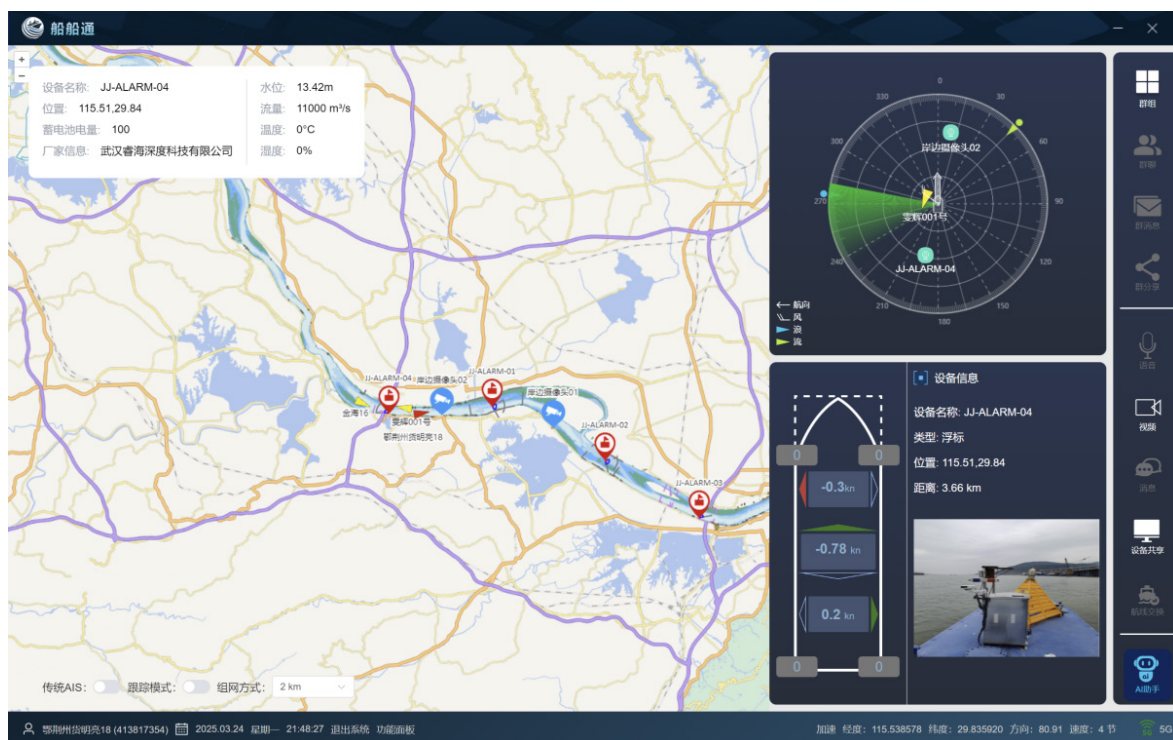 船船通
设备名称: JJ-ALARM-04
水位: 13.42m
位置: 115.51,29.84
流量: 11000 m³/s
蓄电池电量: 100
温度: 0°C
厂家信息: 武汉睿海深度科技有限公司
湿度: 0%
JJ-ALARM-04
岸边摄像头02
JJ-ALARM-01
岸边摄像头01
金海16
雯辉001号
鄂荆州货明亮18
JJ-ALARM-02
JJ-ALARM-03
传统AIS:
跟踪模式:
组网方式: 2 km
0
30
60
90
120
150
180
210
240
270
300
330
岸边摄像头02
雯辉001号
JJ-ALARM-04
航向
风
浪
流
0
0
-0.3kn
-0.78 kn
0.2 kn
0
0
设备信息
设备名称: JJ-ALARM-04
类型: 浮标
位置: 115.51,29.84
距离: 3.66 km
群组
群聊
群消息
群分享
语音
视频
消息
设备共享
航线交换
AI助手
鄂荆州货明亮18 (413817354) 2025.03.24 星期一 21:48:27 退出系统 功能面板
加速 经度: 115.538578 纬度: 29.835920 方向: 80.91 速度: 4 节 5G 5G